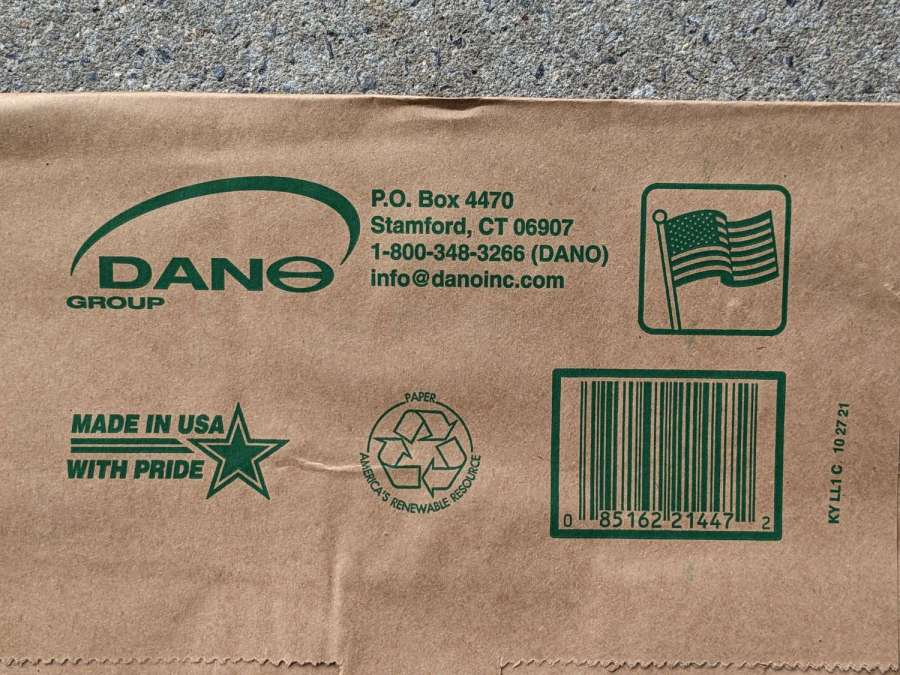 DANO
GROUP
P.O. Box 4470
Stamford, CT 06907
1-800-348-3266 (DANO)
info@danoinc.com
MADE IN USA
WITH PRIDE
PAPER
AMERICA'S RENEWABLE RESOURCE
0 85162 21447 2
KY LL1 C 10 27 21